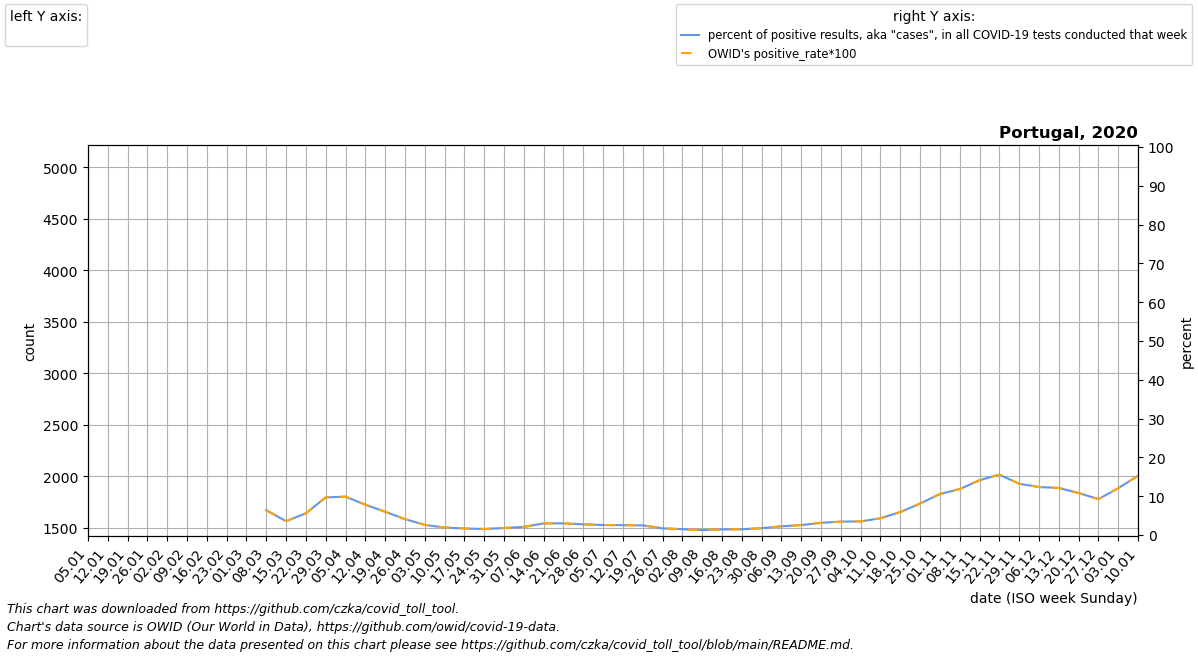 left Y axis:
right Y axis:
percent of positive results, aka "cases", in all COVID-19 tests conducted that week
OWID's positive_rate*100
Portugal, 2020
5000
4500
4000
3500
3000
2500
2000
1500
count
100
90
80
70
60
50
40
30
20
10
0
percent
05.01 12.01 19.01 26.01 02.02 09.02 16.02 23.02 01.03 08.03 15.03 22.03 29.03 05.04 12.04 19.04 26.04 03.05 10.05 17.05 24.05 31.05 07.06 14.06 21.06 28.06 05.07 12.07 19.07 26.07 02.08 09.08 16.08 23.08 30.08 06.09 13.09 20.09 27.09 04.10 11.10 18.10 25.10 01.11 08.11 15.11 22.11 29.11 06.12 13.12 20.12 27.12 03.01 10.01
date (ISO week Sunday)
This chart was downloaded from https://github.com/czka/covid_toll_tool.
Chart's data source is OWID (Our World in Data), https://github.com/owid/covid-19-data.
For more information about the data presented on this chart please see https://github.com/czka/covid_toll_tool/blob/main/README.md.